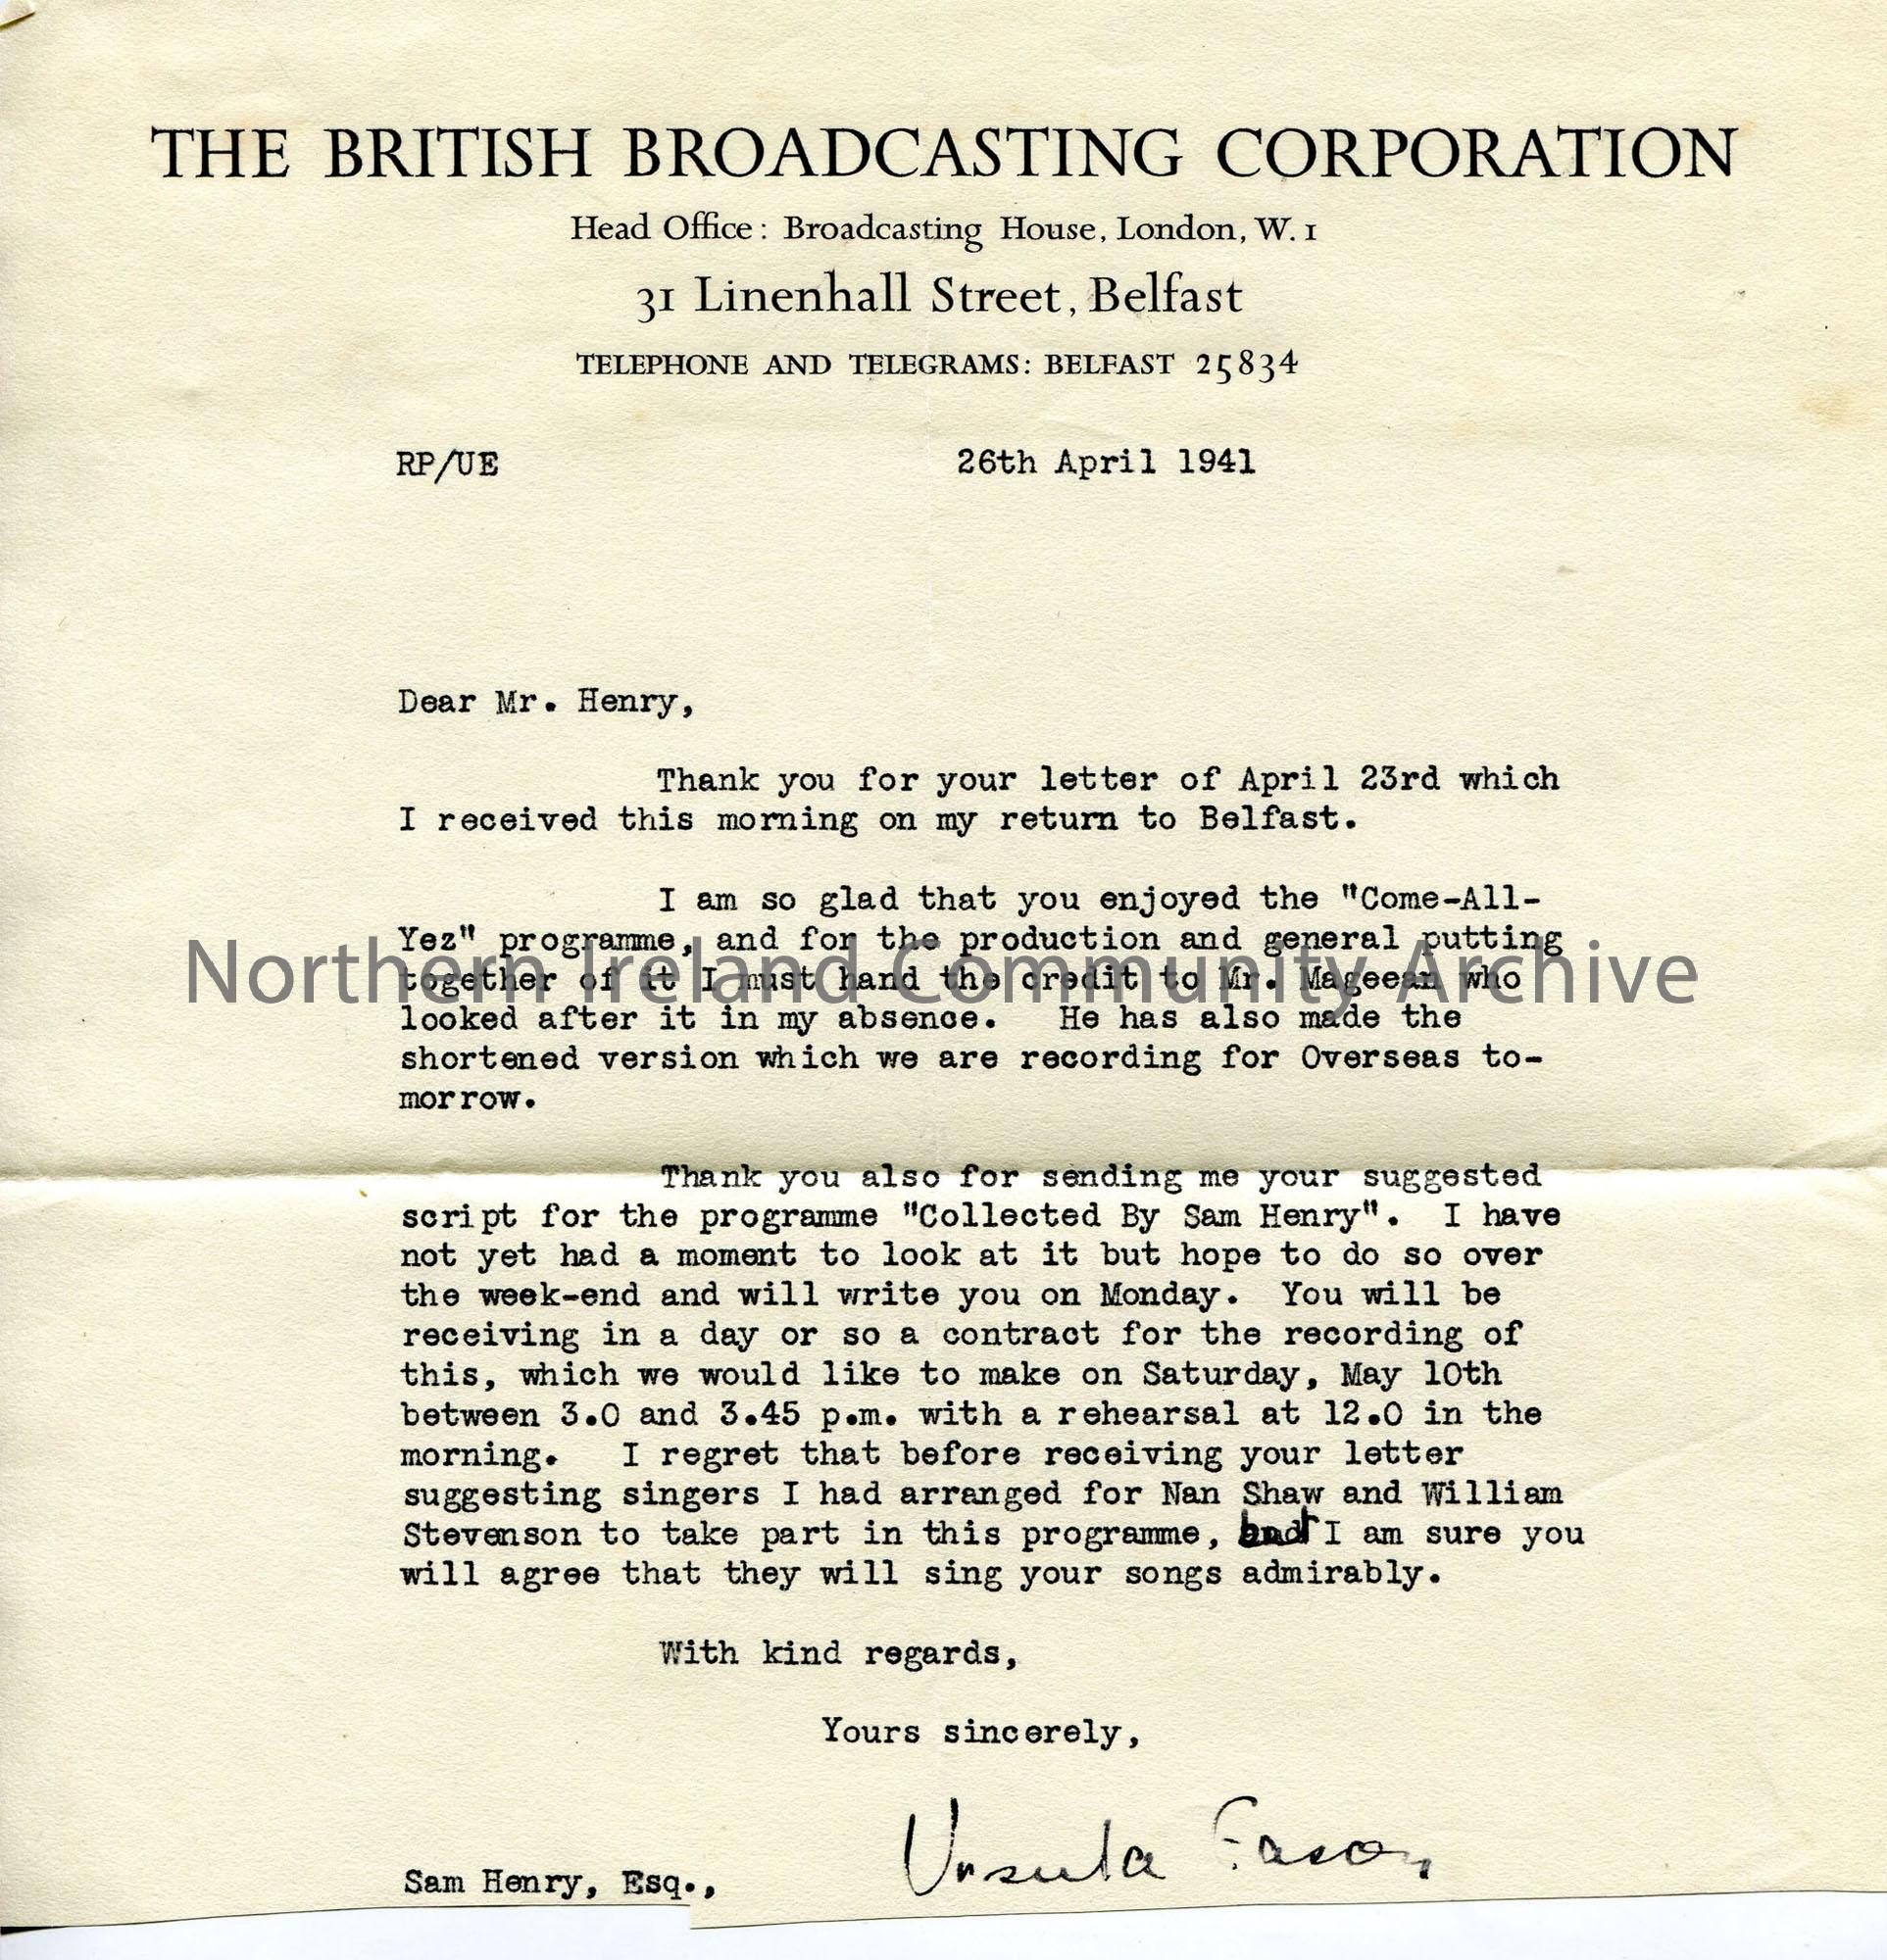 THE BRITISH BROADCASTING CORPORATION
Head Office: Broadcasting House, London, W. 1
31 Linenhall Street, Belfast
TELEPHONE AND TELEGRAMS: BELFAST 25834
RP/UE 26th April 1941
Dear Mr. Henry,
Thank you for your letter of April 23rd which
I received this morning on my return to Belfast.
I am so glad that you enjoyed the "Come-All-
Yez" programme, and for the production and general putting
Northern Ireland Community Archive
together of it I must hand the credit to Mr. Mageean who
looked after it in my absence. He has also made the
shortened version which we are recording for Overseas to-
morrow.
Thank you also for sending me your suggested
script for the programme "Collected By Sam Henry". I have
not yet had a moment to look at it but hope to do so over
the week-end and will write you on Monday. You will be
receiving in a day or so a contract for the recording of
this, which we would like to make on Saturday, May 10th
between 3.0 and 3.45 p.m. with a rehearsal at 12.0 in the
morning. I regret that before receiving your letter
suggesting singers I had arranged for Nan Shaw and William
Stevenson to take part in this programme, but I am sure you
will agree that they will sing your songs admirably.
With kind regards,
Yours sincerely,
Ursula Eason
Sam Henry, Esq.,